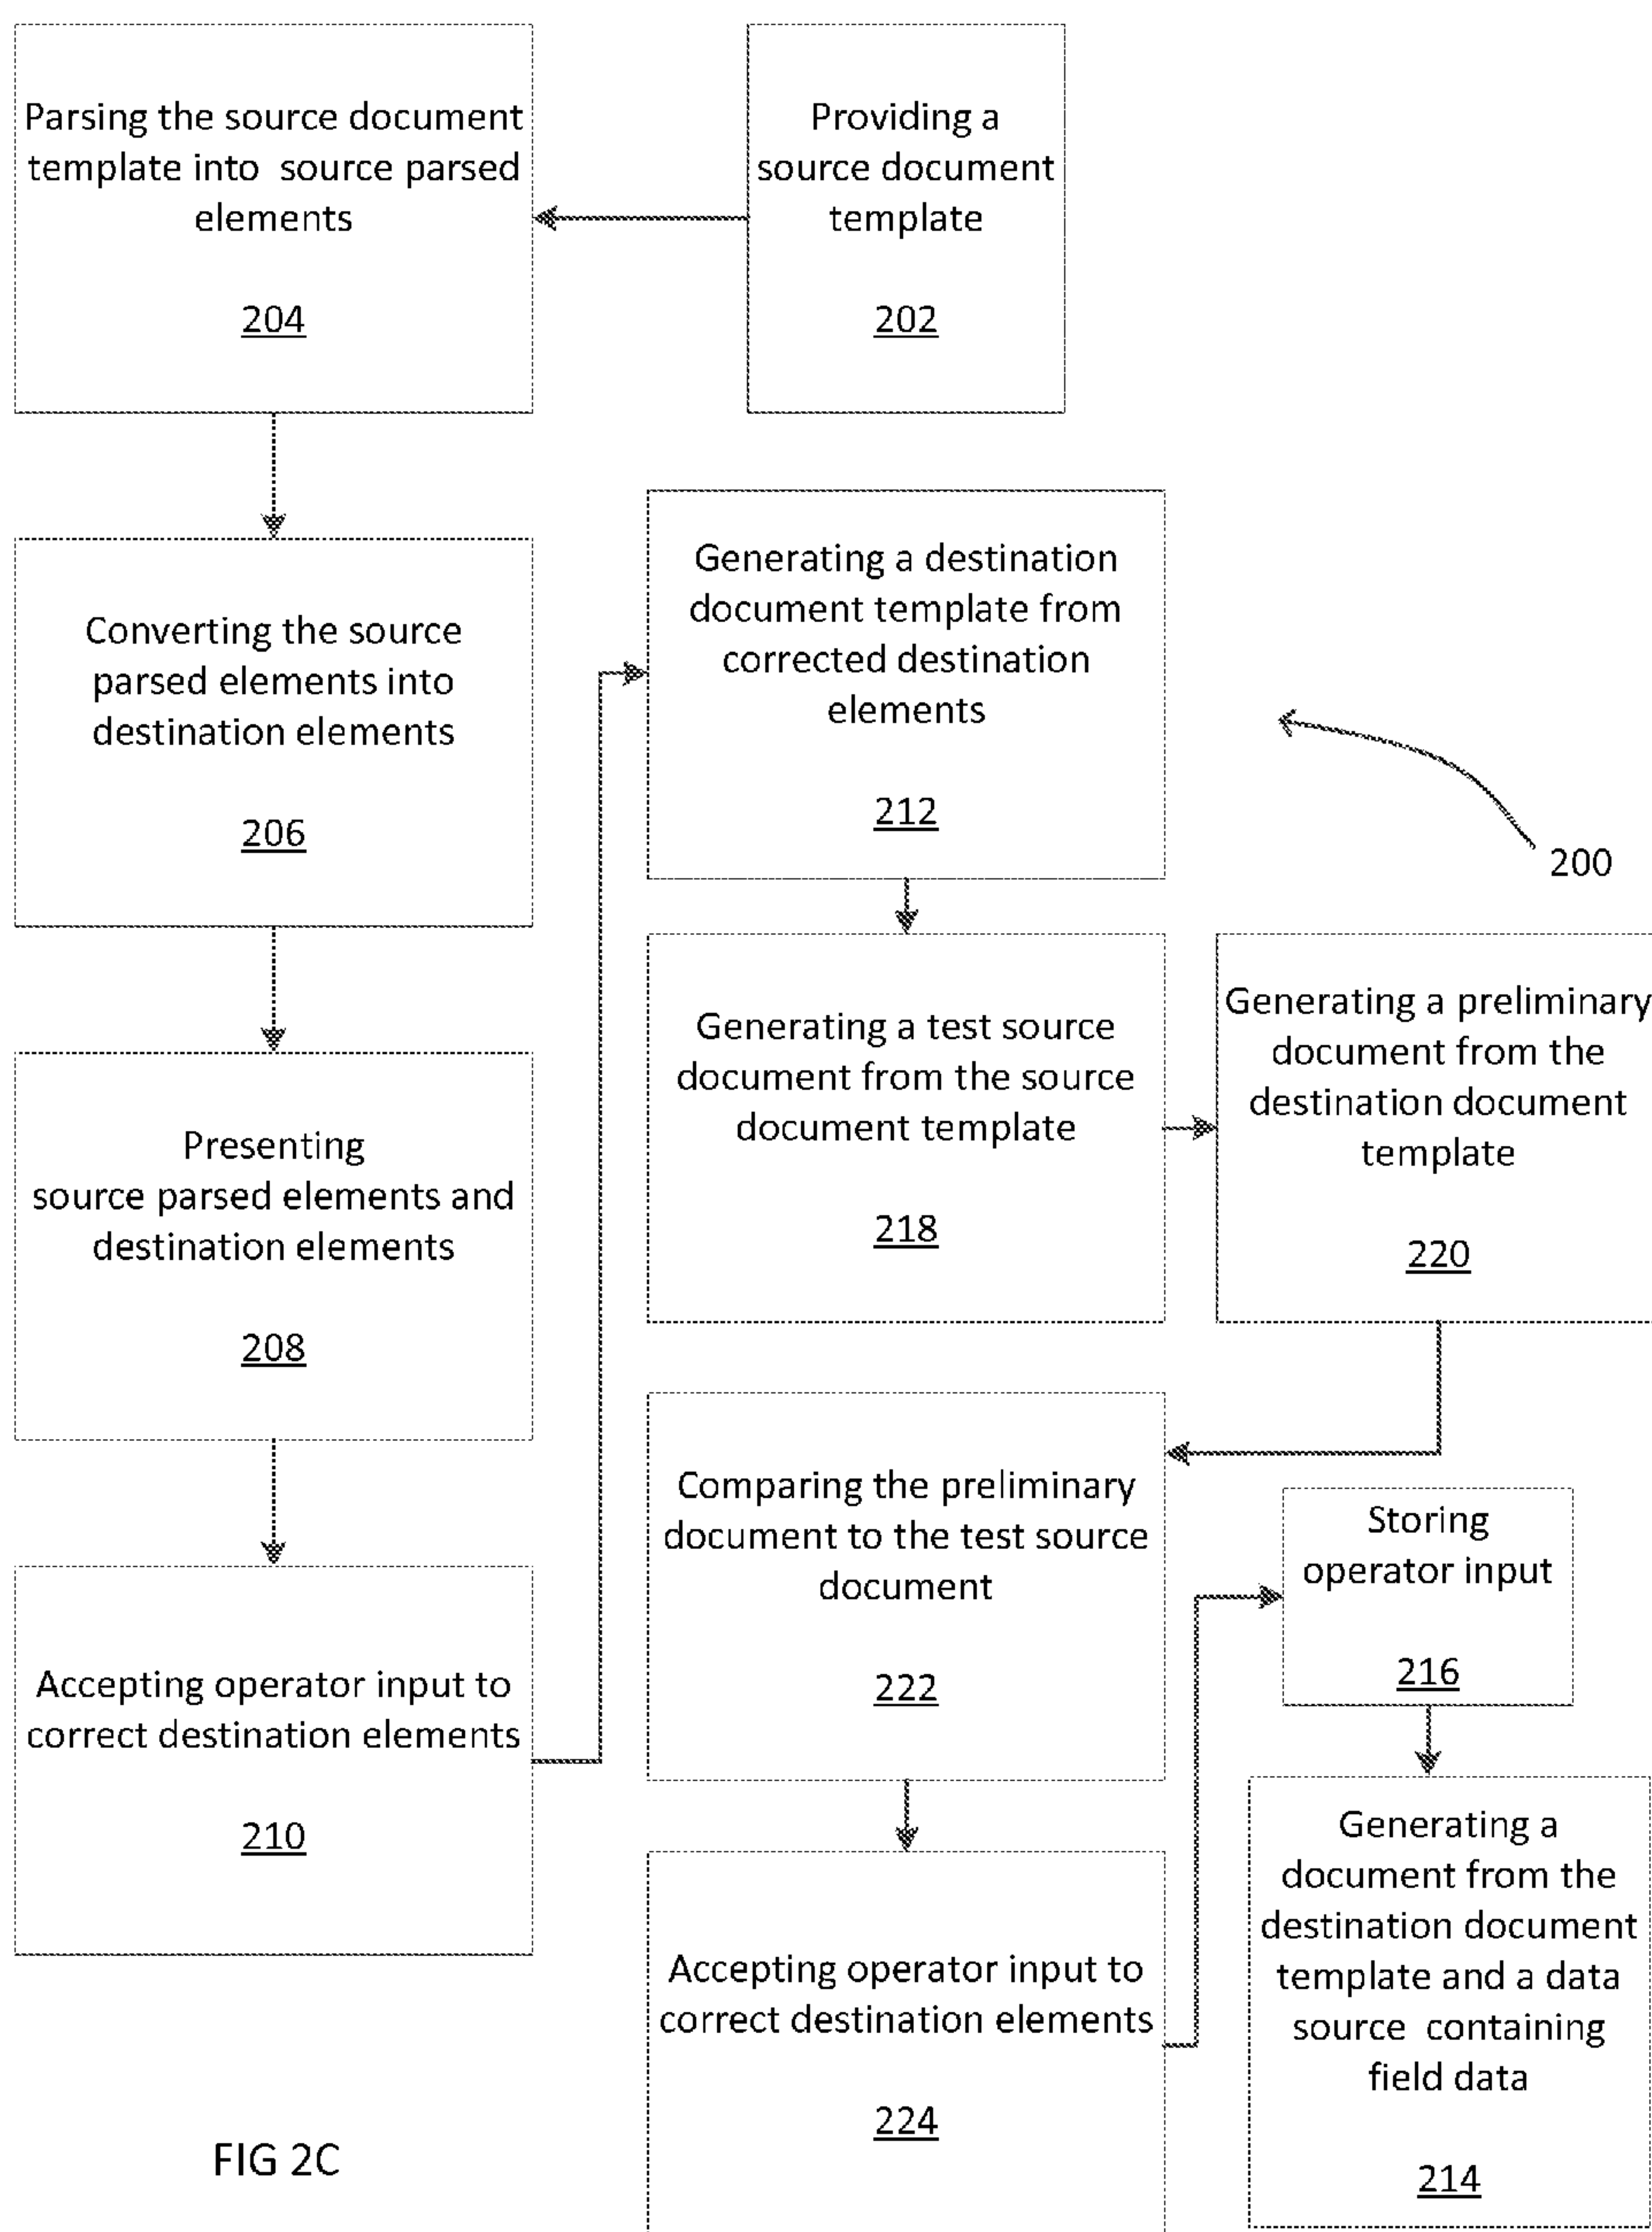 Providing a
source document
template
202
Parsing the source document
template into source parsed
elements
204
Converting the source
parsed elements into
destination elements
206
Presenting
source parsed elements and
destination elements
208
Accepting operator input to
correct destination elements
210
Generating a destination
document template from
corrected destination
elements
212
200
Generating a test source
document from the source
document template
218
Generating a preliminary
document from the
destination document
template
220
Comparing the preliminary
document to the test source
document
222
Accepting operator input to
correct destination elements
224
Storing
operator input
216
Generating a
document from the
destination document
template and a data
source containing
field data
214
FIG 2C